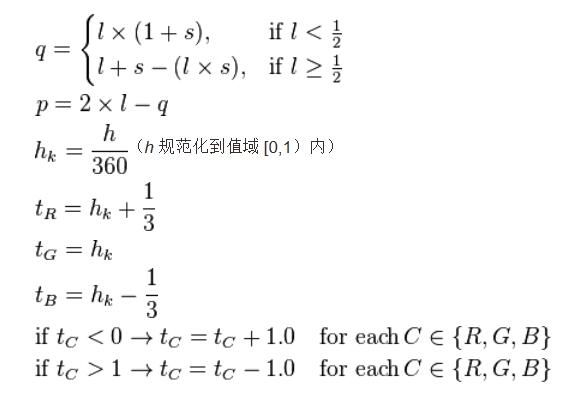 q = { l × (1 + s), if l < 1/2
l + s − (l × s), if l ≥ 1/2
p = 2 × l − q
h_k = h/360（h 规范化到值域 [0,1）内）
t_R = h_k + 1/3
t_G = h_k
t_B = h_k − 1/3
if t_C < 0 → t_C = t_C + 1.0 for each C ∈ {R, G, B}
if t_C > 1 → t_C = t_C − 1.0 for each C ∈ {R, G, B}